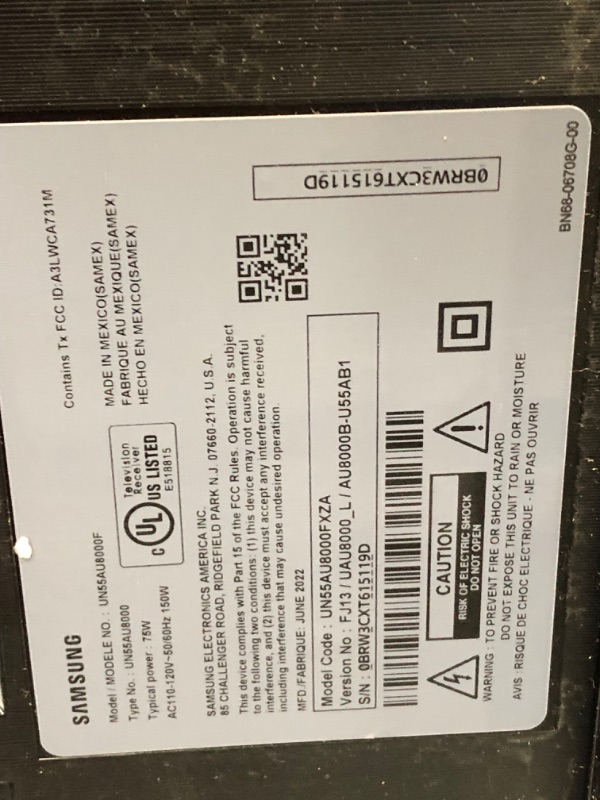 SAMSUNG
Contains Tx FCC ID:A3LWCA731M
Model / MODELE NO. : UN55AU8000F
Type No. : UN55AU8000
Typical power : 75W
AC110-120V~50/60Hz 150W
C UL US LISTED
Television
Receiver
E518815
MADE IN MEXICO(SAMEX)
FABRIQUE AU MEXIQUE(SAMEX)
HECHO EN MEXICO(SAMEX)
SAMSUNG ELECTRONICS AMERICA INC.
85 CHALLENGER ROAD, RIDGEFIELD PARK N.J. 07660-2112, U.S.A.
This device complies with Part 15 of the FCC Rules. Operation is subject
to the following two conditions: (1) this device may not cause harmful
interference, and (2) this device must accept any interference received,
including interference that may cause undesired operation.
MFD/FABRIQUE: JUNE 2022
Model Code : UN55AU8000FXZA
Version No : FJ13 / UAU8000_L / AU8000B-U55AB1
S/N : 0BRW3CXT615119D
0BRW3CXT615119D
CAUTION
RISK OF ELECTRIC SHOCK
DO NOT OPEN
WARNING : TO PREVENT FIRE OR SHOCK HAZARD
DO NOT EXPOSE THIS UNIT TO RAIN OR MOISTURE
AVIS : RISQUE DE CHOC ELECTRIQUE - NE PAS OUVRIR
BN68-06708G-00